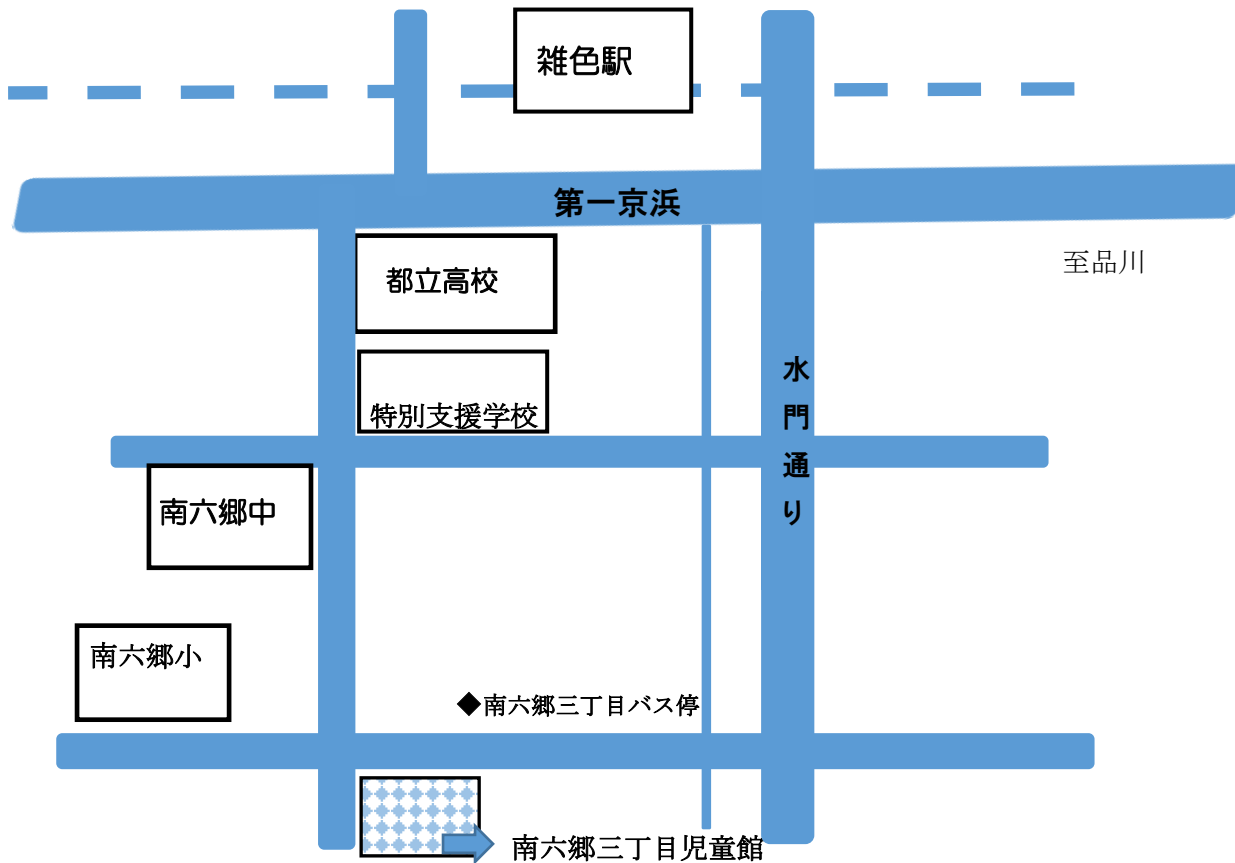 雑色駅
第一京浜
至品川
都立高校
特別支援学校
水門通り
南六郷中
南六郷小
◆南六郷三丁目バス停
南六郷三丁目児童館